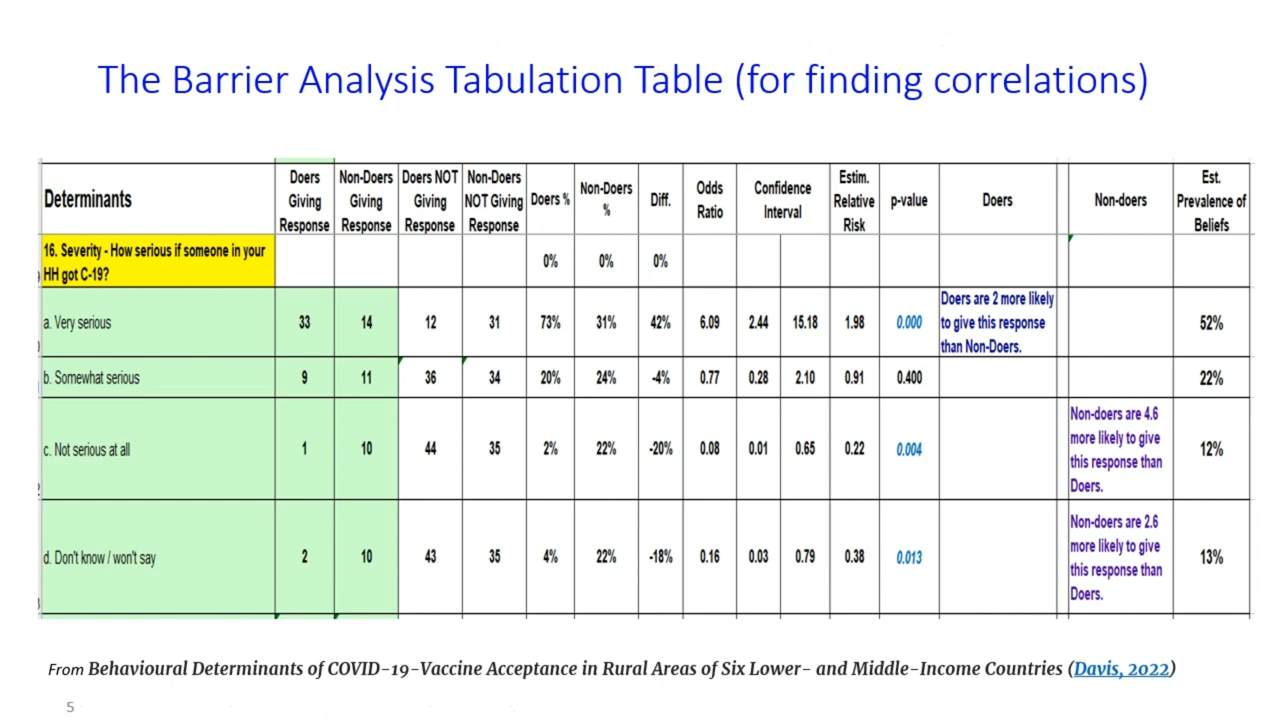 The Barrier Analysis Tabulation Table (for finding correlations)
Determinants | Doers Giving Response | Non-Doers Giving Response | Doers NOT Giving Response | Non-Doers NOT Giving Response | Doers % | Non-Doers % | Diff. | Odds Ratio | Confidence Interval | Estim. Relative Risk | p-value | Doers | Non-doers | Est. Prevalence of Beliefs
16. Severity - How serious if someone in your HH got C-19? | 0% | 0% | 0%
a. Very serious | 33 | 14 | 12 | 31 | 73% | 31% | 42% | 6.09 | 2.44 | 15.18 | 1.98 | 0.000 | Doers are 2 more likely to give this response than Non-Doers. | 52%
b. Somewhat serious | 9 | 11 | 36 | 34 | 20% | 24% | -4% | 0.77 | 0.28 | 2.10 | 0.91 | 0.400 | 22%
c. Not serious at all | 1 | 10 | 44 | 35 | 2% | 22% | -20% | 0.08 | 0.01 | 0.65 | 0.22 | 0.004 | Non-doers are 4.6 more likely to give this response than Doers. | 12%
d. Don't know / won't say | 2 | 10 | 43 | 35 | 4% | 22% | -18% | 0.16 | 0.03 | 0.79 | 0.38 | 0.013 | Non-doers are 2.6 more likely to give this response than Doers. | 13%
From Behavioural Determinants of COVID-19-Vaccine Acceptance in Rural Areas of Six Lower- and Middle-Income Countries (Davis, 2022)
5